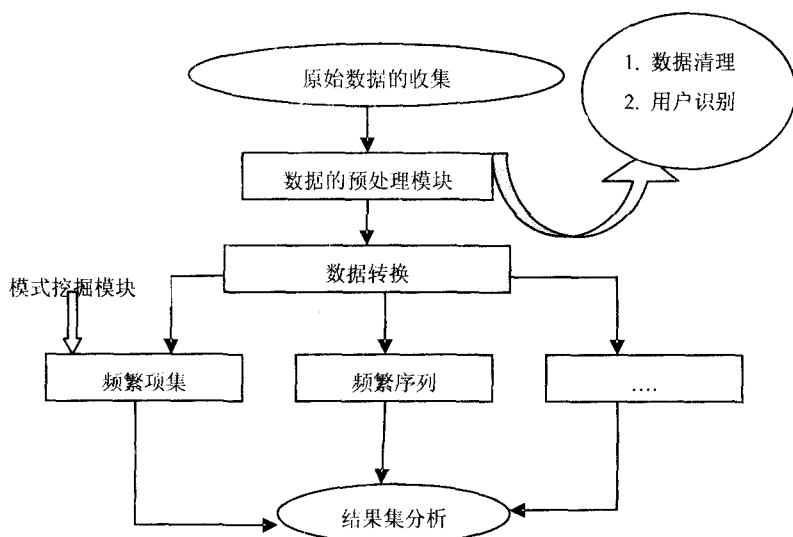 原始数据的收集
1. 数据清理
2. 用户识别
数据的预处理模块
数据转换
模式挖掘模块
频繁项集
频繁序列
....
结果集分析